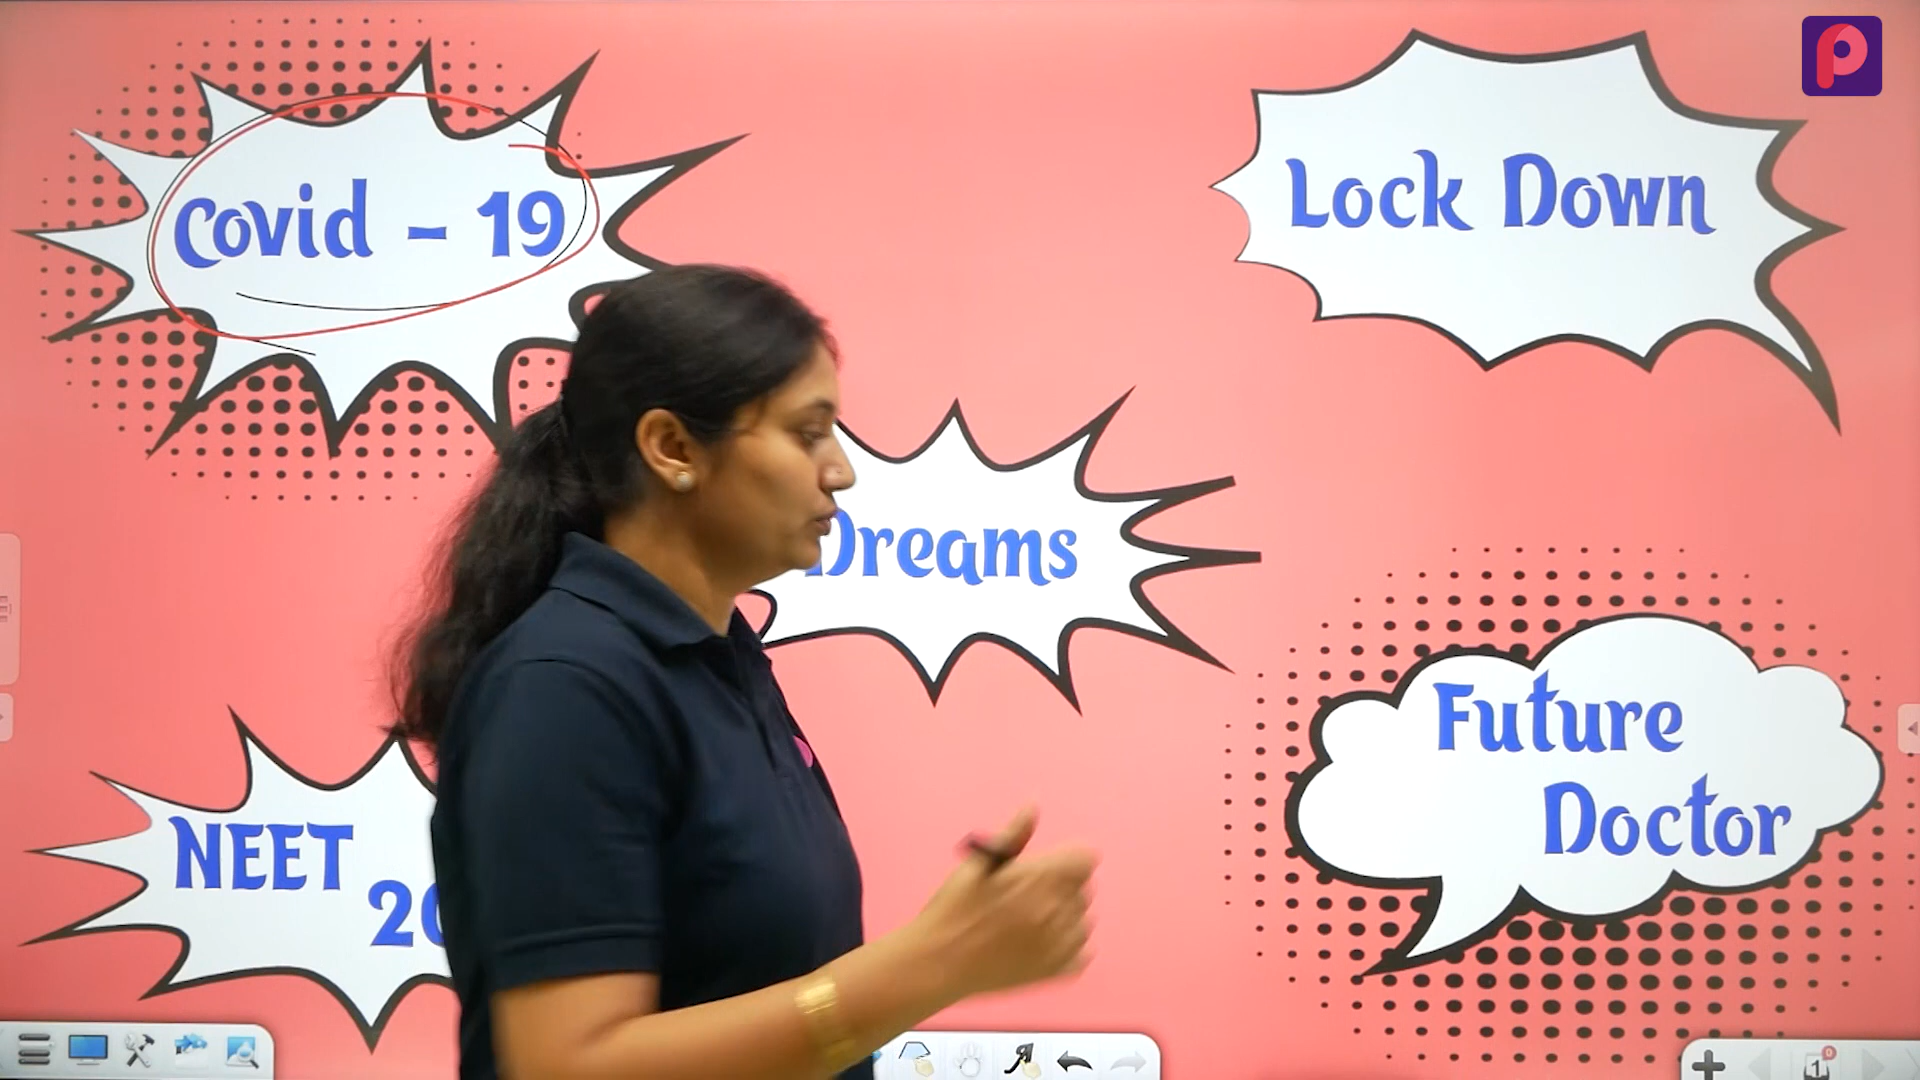 Covid - 19
Lock Down
Dreams
Future
Doctor
NEET